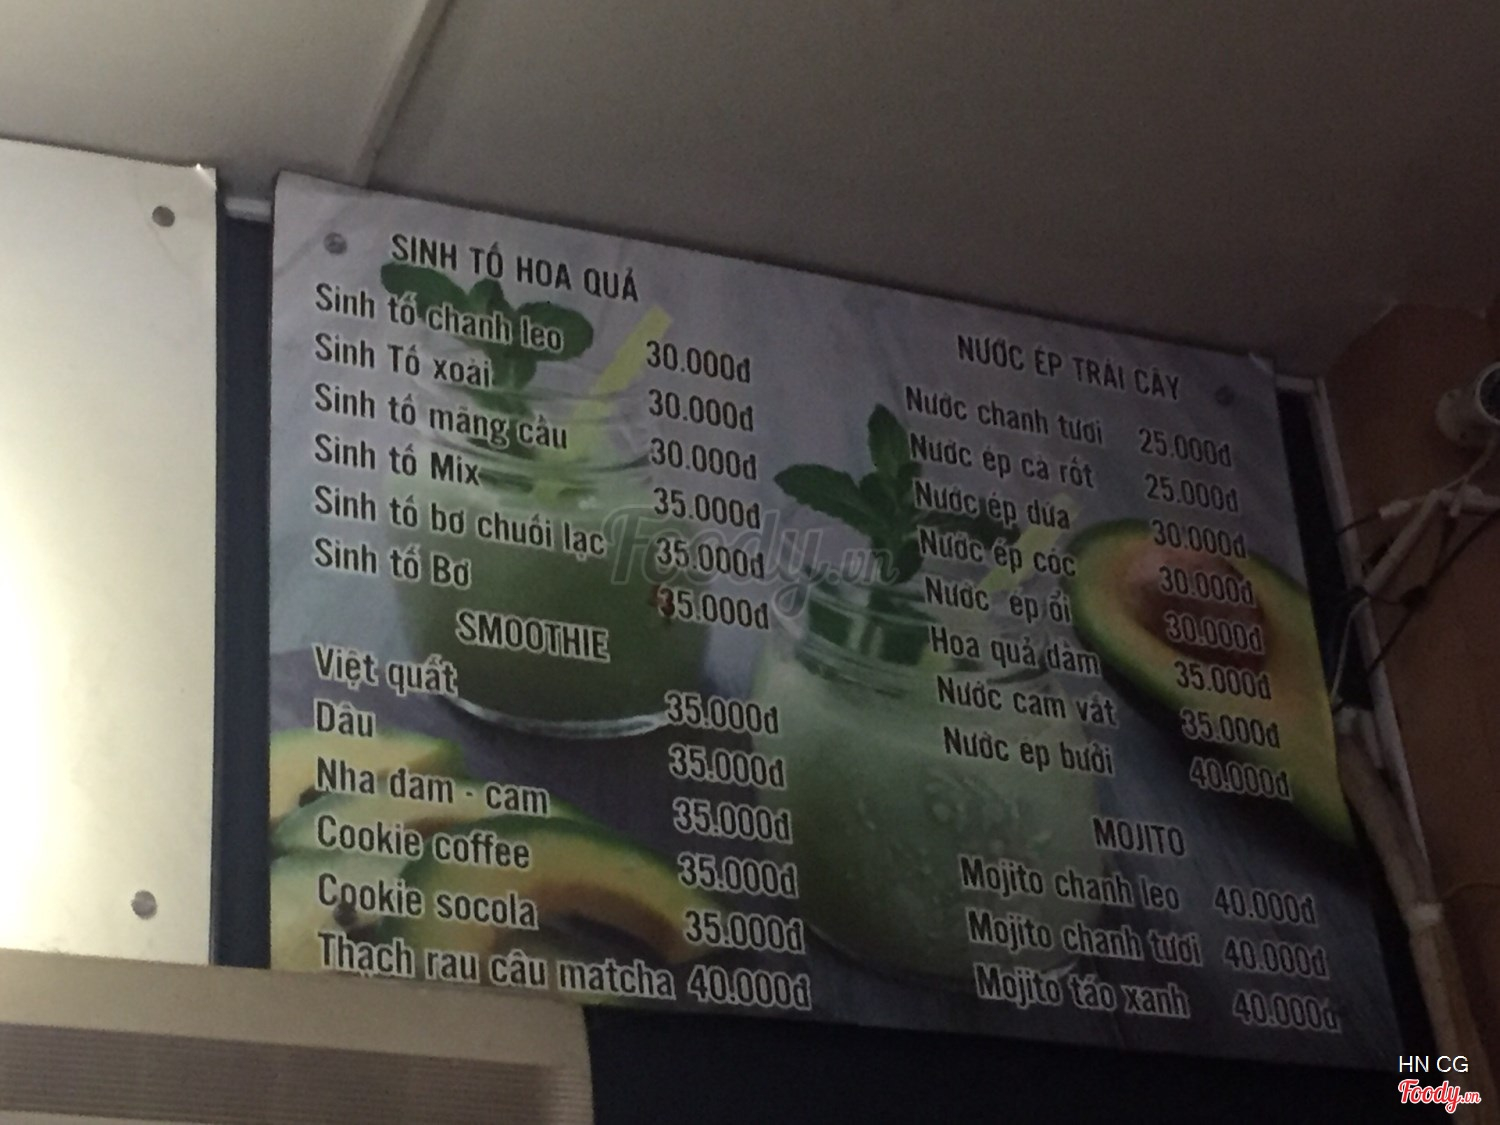 SINH TỐ HOA QUẢ
Sinh tố chanh leo 30.000đ
Sinh Tố xoài 30.000đ
Sinh tố mãng cầu 30.000đ
Sinh tố Mix 35.000đ
Sinh tố bơ chuối lạc 35.000đ
Sinh tố Bơ 35.000đ
SMOOTHIE
Việt quất 35.000đ
Dâu 35.000đ
Nha đam - cam 35.000đ
Cookie coffee 35.000đ
Cookie socola 35.000đ
Thạch rau câu matcha 40.000đ
NƯỚC ÉP TRÁI CÂY
Nước chanh tươi 25.000đ
Nước ép cà rốt 25.000đ
Nước ép dứa 30.000đ
Nước ép cóc 30.000đ
Nước ép ổi 30.000đ
Hoa quả dầm 35.000đ
Nước cam vắt 35.000đ
Nước ép bưởi 40.000đ
MOJITO
Mojito chanh leo 40.000đ
Mojito chanh tươi 40.000đ
Mojito táo xanh 40.000đ
Foody.vn
HN CG
Foody.vn